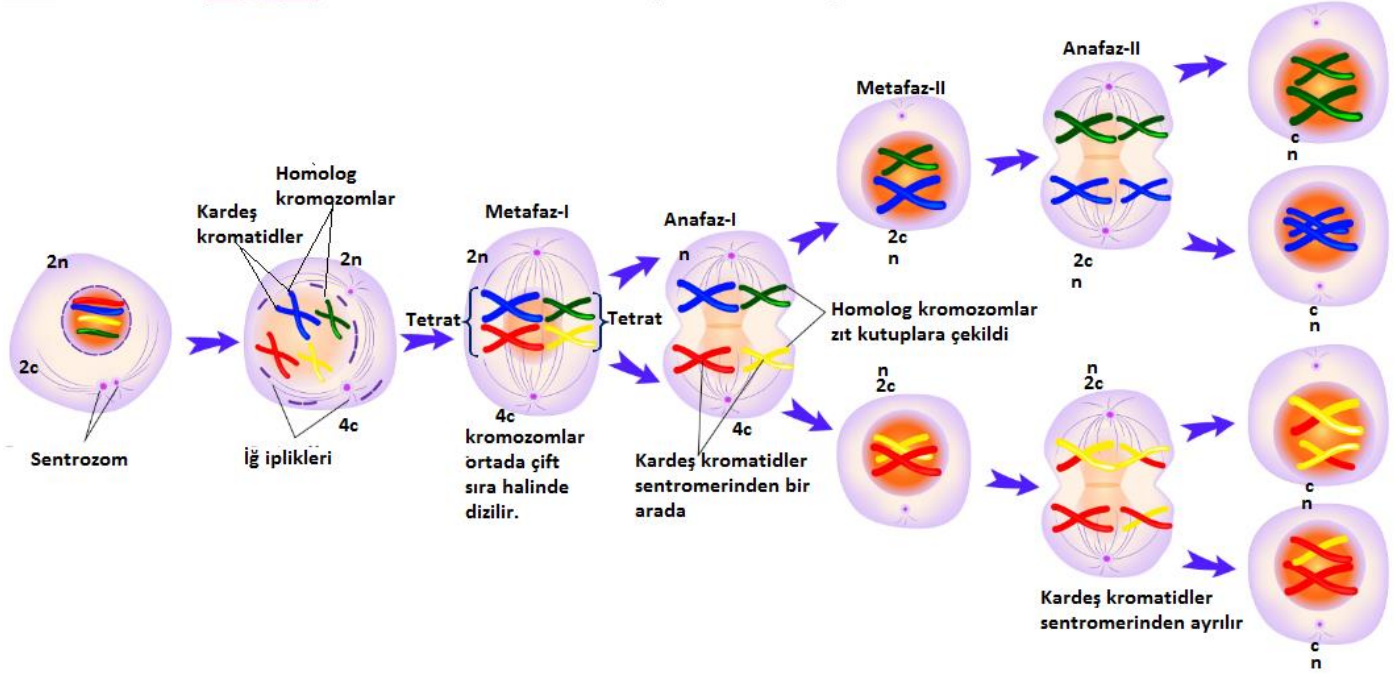 Anafaz-II
Metafaz-II
c
n
Homolog
kromozomlar
Kardeş
kromatidler
Metafaz-I
Anafaz-I
2n
2n
2n
n
2c
n
2c
n
Tetrat
Tetrat
Homolog kromozomlar
zıt kutuplara çekildi
c
n
2c
4c
4c
4c
n
2c
n
2c
Sentrozom
İğ iplikleri
kromozomlar
ortada çift
sıra halinde
dizilir.
Kardeş kromatidler
sentromerinden bir
arada
c
n
Kardeş kromatidler
sentromerinden ayrılır
c
n